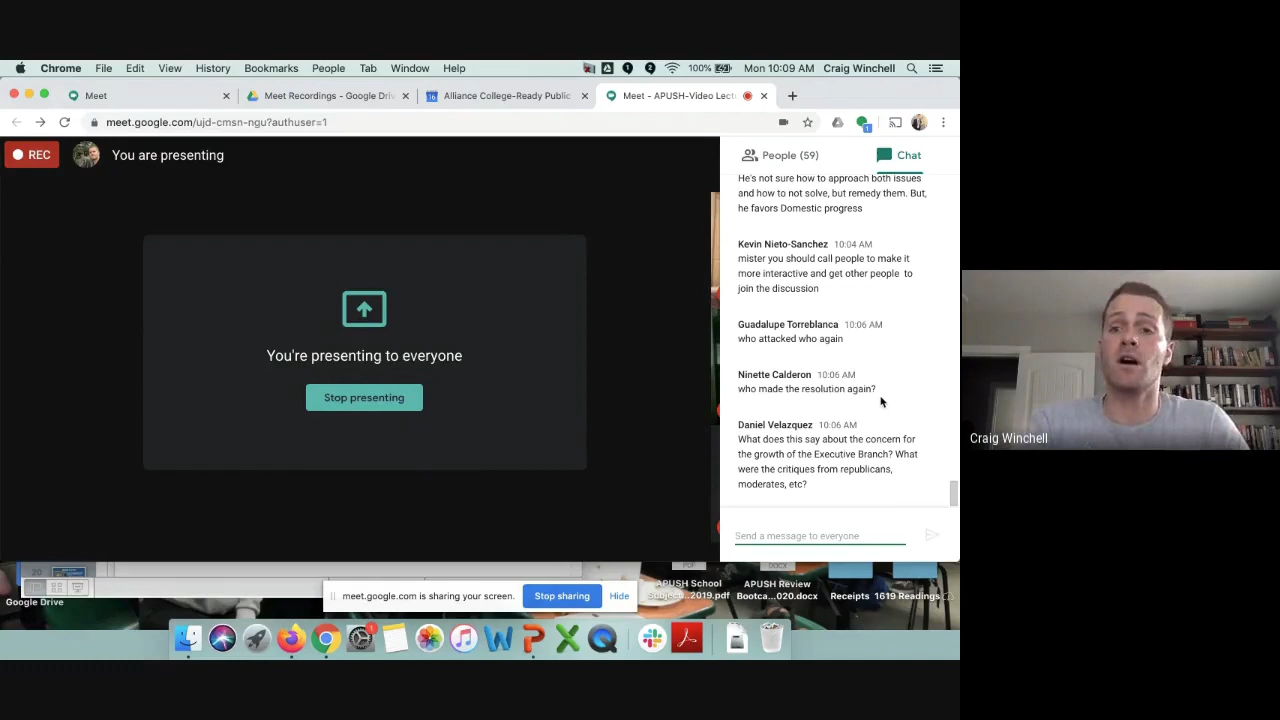 Chrome File Edit View History Bookmarks People Tab Window Help 100% Mon 10:09 AM Craig Winchell
Meet
Meet Recordings - Google Driv
Alliance College-Ready Public
Meet - APUSH-Video Lect
meet.google.com/ujd-cmsn-ngu?authuser=1
REC
You are presenting
People (59)
Chat
He's not sure how to approach both issues
and how to not solve, but remedy them. But,
he favors Domestic progress
Kevin Nieto-Sanchez 10:04 AM
mister you should call people to make it
more interactive and get other people to
join the discussion
Guadalupe Torreblanca 10:06 AM
who attacked who again
Ninette Calderon 10:06 AM
who made the resolution again?
Daniel Velazquez 10:06 AM
What does this say about the concern for
the growth of the Executive Branch? What
were the critiques from republicans,
moderates, etc?
Send a message to everyone
You're presenting to everyone
Stop presenting
Craig Winchell
20
Google Drive
meet.google.com is sharing your screen.
Stop sharing
Hide
APUSH School
Subject...2019.pdf
APUSH Review
Bootca...020.docx
Receipts
1619 Readings